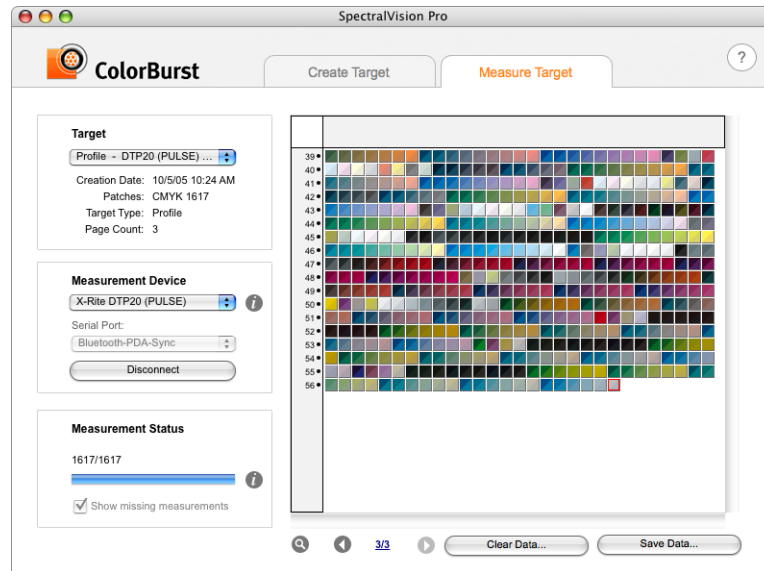 SpectralVision Pro
ColorBurst
Create Target
Measure Target
?
Target
Profile - DTP20 (PULSE) ...
Creation Date: 10/5/05 10:24 AM
Patches: CMYK 1617
Target Type: Profile
Page Count: 3
Measurement Device
X-Rite DTP20 (PULSE)
i
Serial Port:
Bluetooth-PDA-Sync
Disconnect
Measurement Status
1617/1617
i
Show missing measurements
39
40
41
42
43
44
45
46
47
48
49
50
51
52
53
54
55
56
3/3
Clear Data...
Save Data...